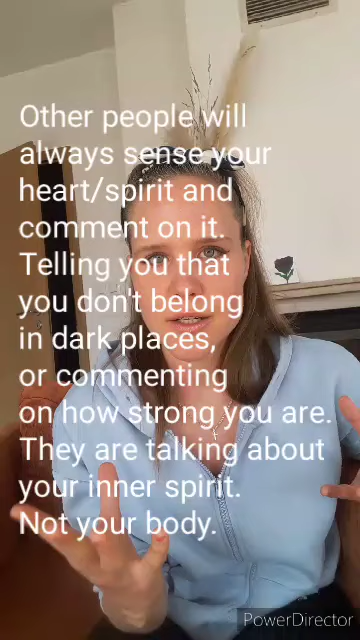 Other people will
always sense your
heart/spirit and
comment on it.
Telling you that
you don't belong
in dark places,
or commenting
on how strong you are.
They are talking about
your inner spirit.
Not your body.
PowerDirector